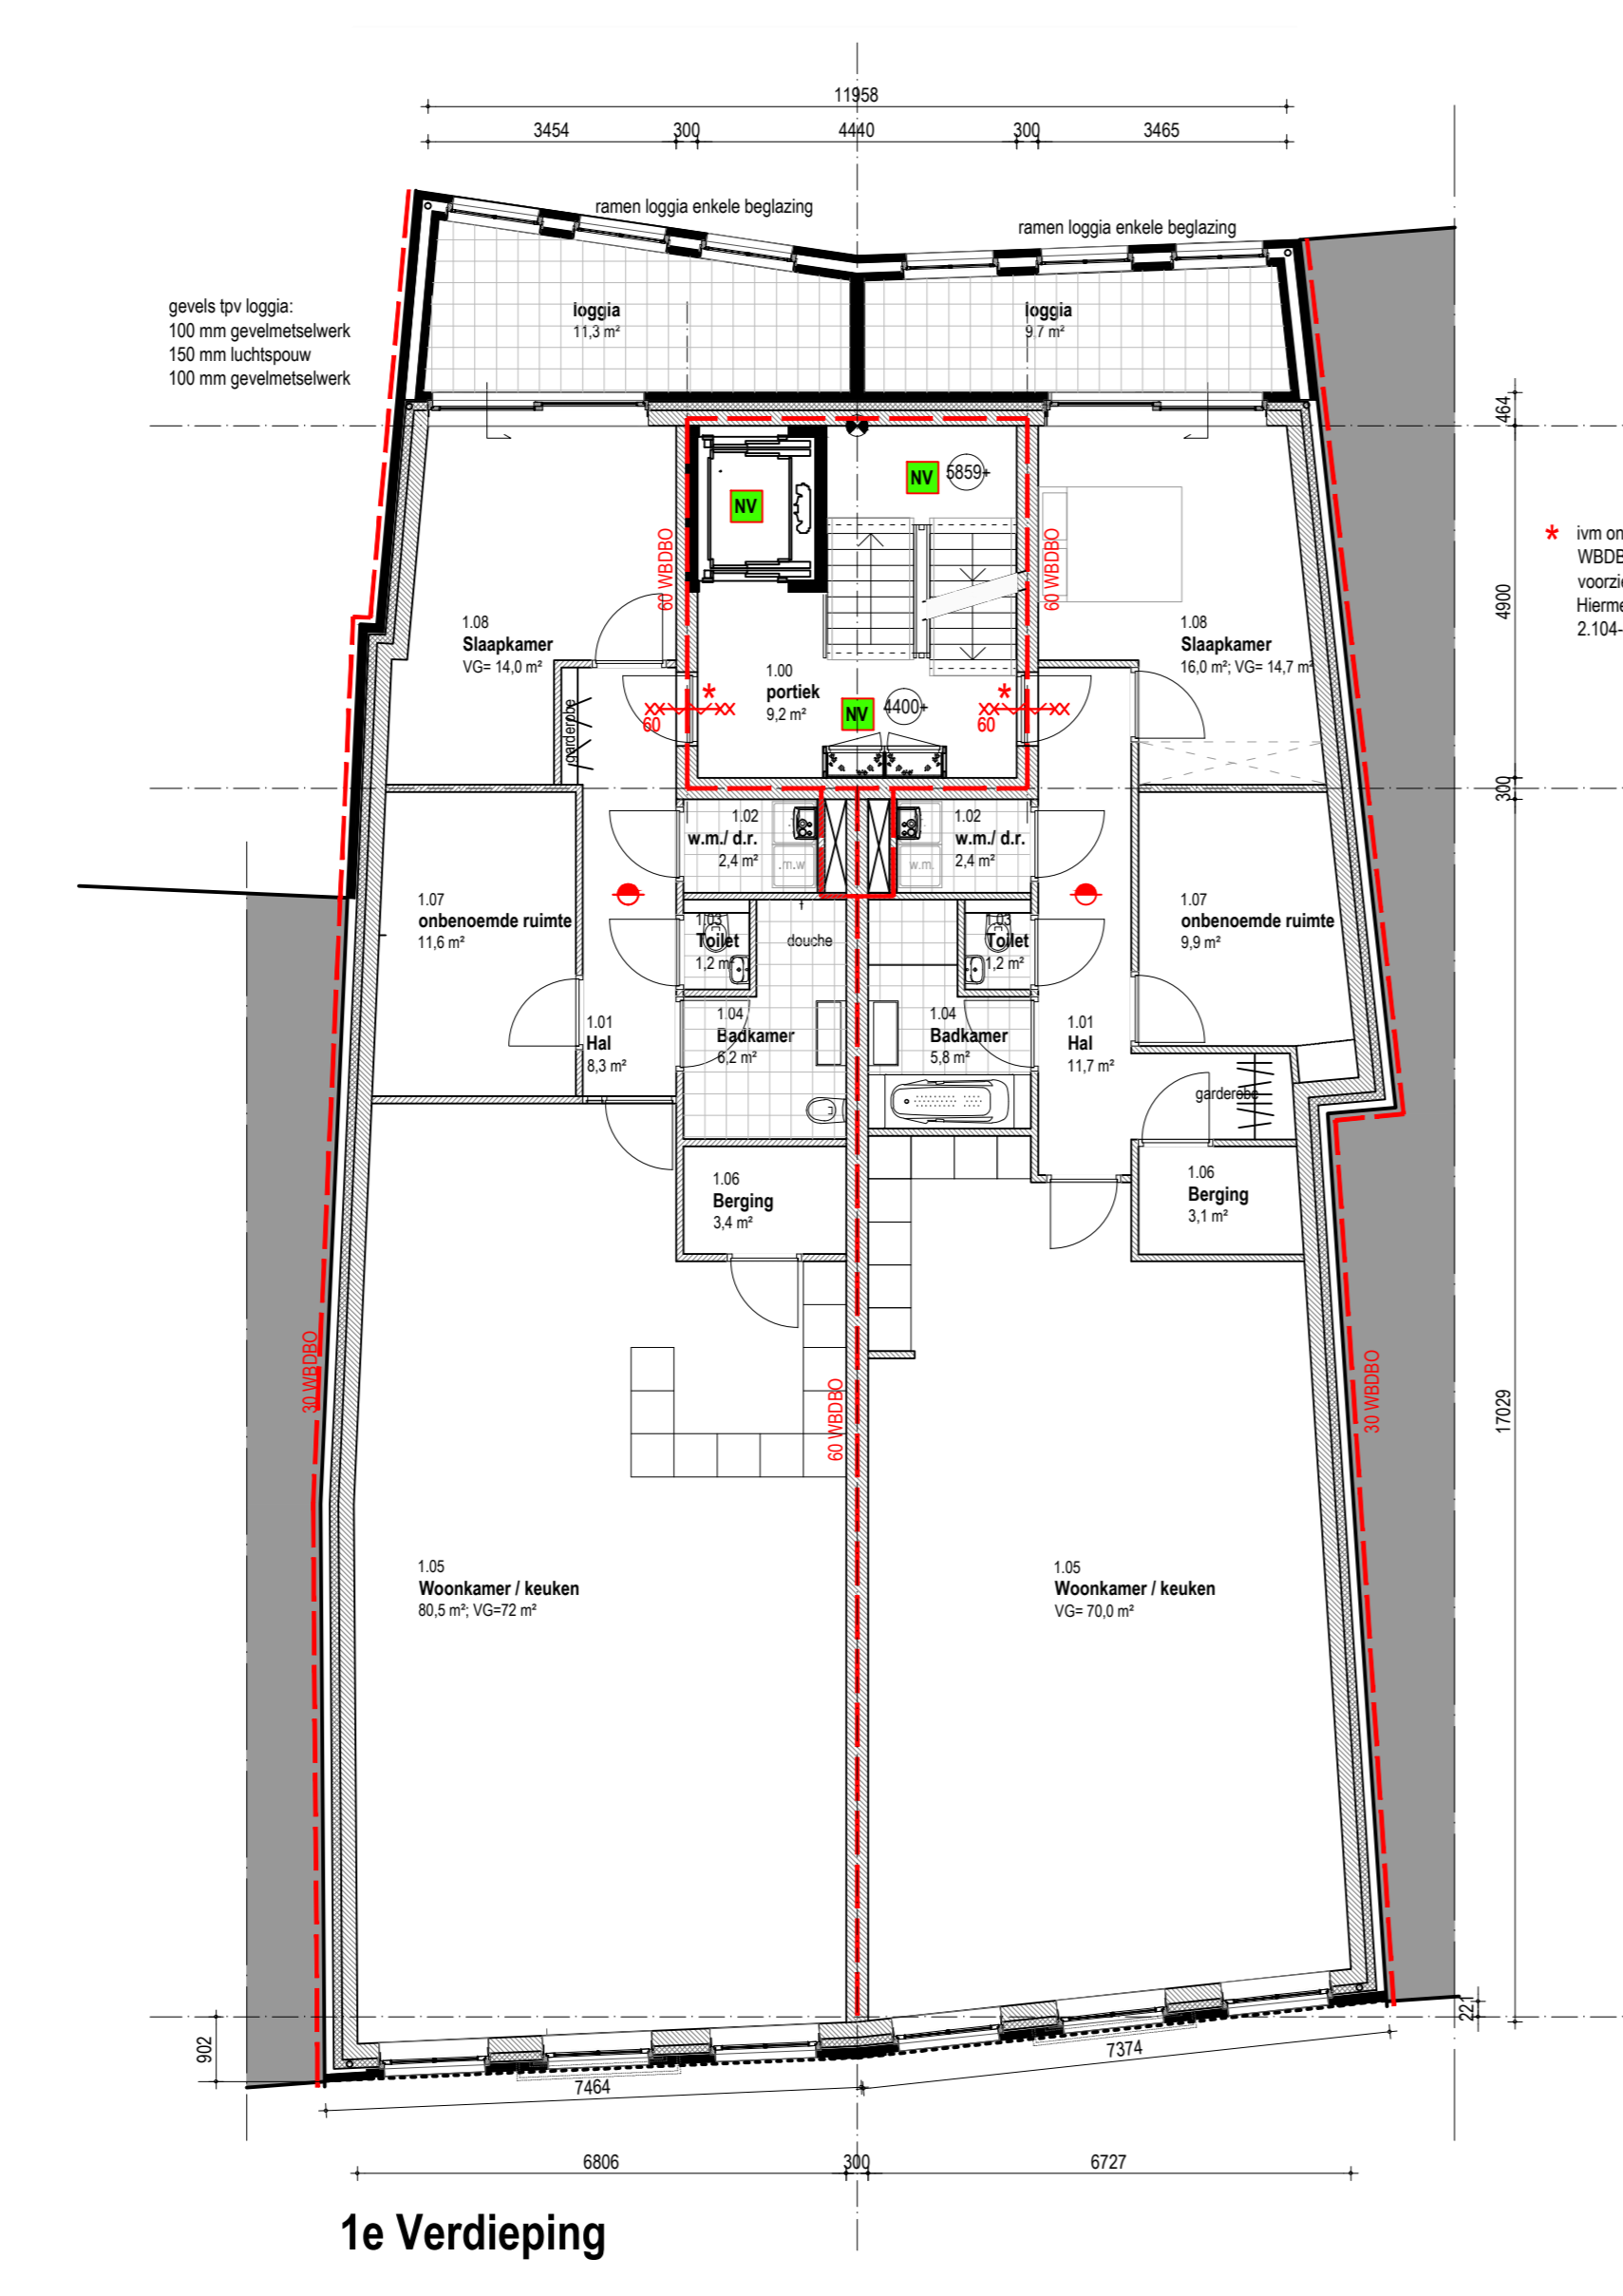 11958
3454
300
4440
300
3465
ramen loggia enkele beglazing
ramen loggia enkele beglazing
gevels tpv loggia:
100 mm gevelmetselwerk
150 mm luchtspouw
100 mm gevelmetselwerk
loggia
11,3 m²
loggia
9,7 m²
464
NV
NV
5859+
60 WBDBO
60 WBDBO
* ivm on
WBDB
voorzie
Hierme
2.104-
4900
1.08
Slaapkamer
VG= 14,0 m²
1.08
Slaapkamer
16,0 m²; VG= 14,7 m²
1.00
portiek
9,2 m²
garderobe
*
60
*
60
NV
4400+
300
1.02
w.m./ d.r.
2,4 m²
m.w.
1.02
w.m./ d.r.
2,4 m²
w.m.
1.07
onbenoemde ruimte
11,6 m²
1.03
Toilet
1,2 m²
douche
1.03
Toilet
1,2 m²
1.07
onbenoemde ruimte
9,9 m²
1.01
Hal
8,3 m²
1.04
Badkamer
6,2 m²
1.04
Badkamer
5,8 m²
1.01
Hal
11,7 m²
garderobe
1.06
Berging
3,4 m²
1.06
Berging
3,1 m²
30 WBDBO
60 WBDBO
30 WBDBO
17029
1.05
Woonkamer / keuken
80,5 m²; VG=72 m²
1.05
Woonkamer / keuken
VG= 70,0 m²
902
221
7464
7374
6806
300
6727
1e Verdieping